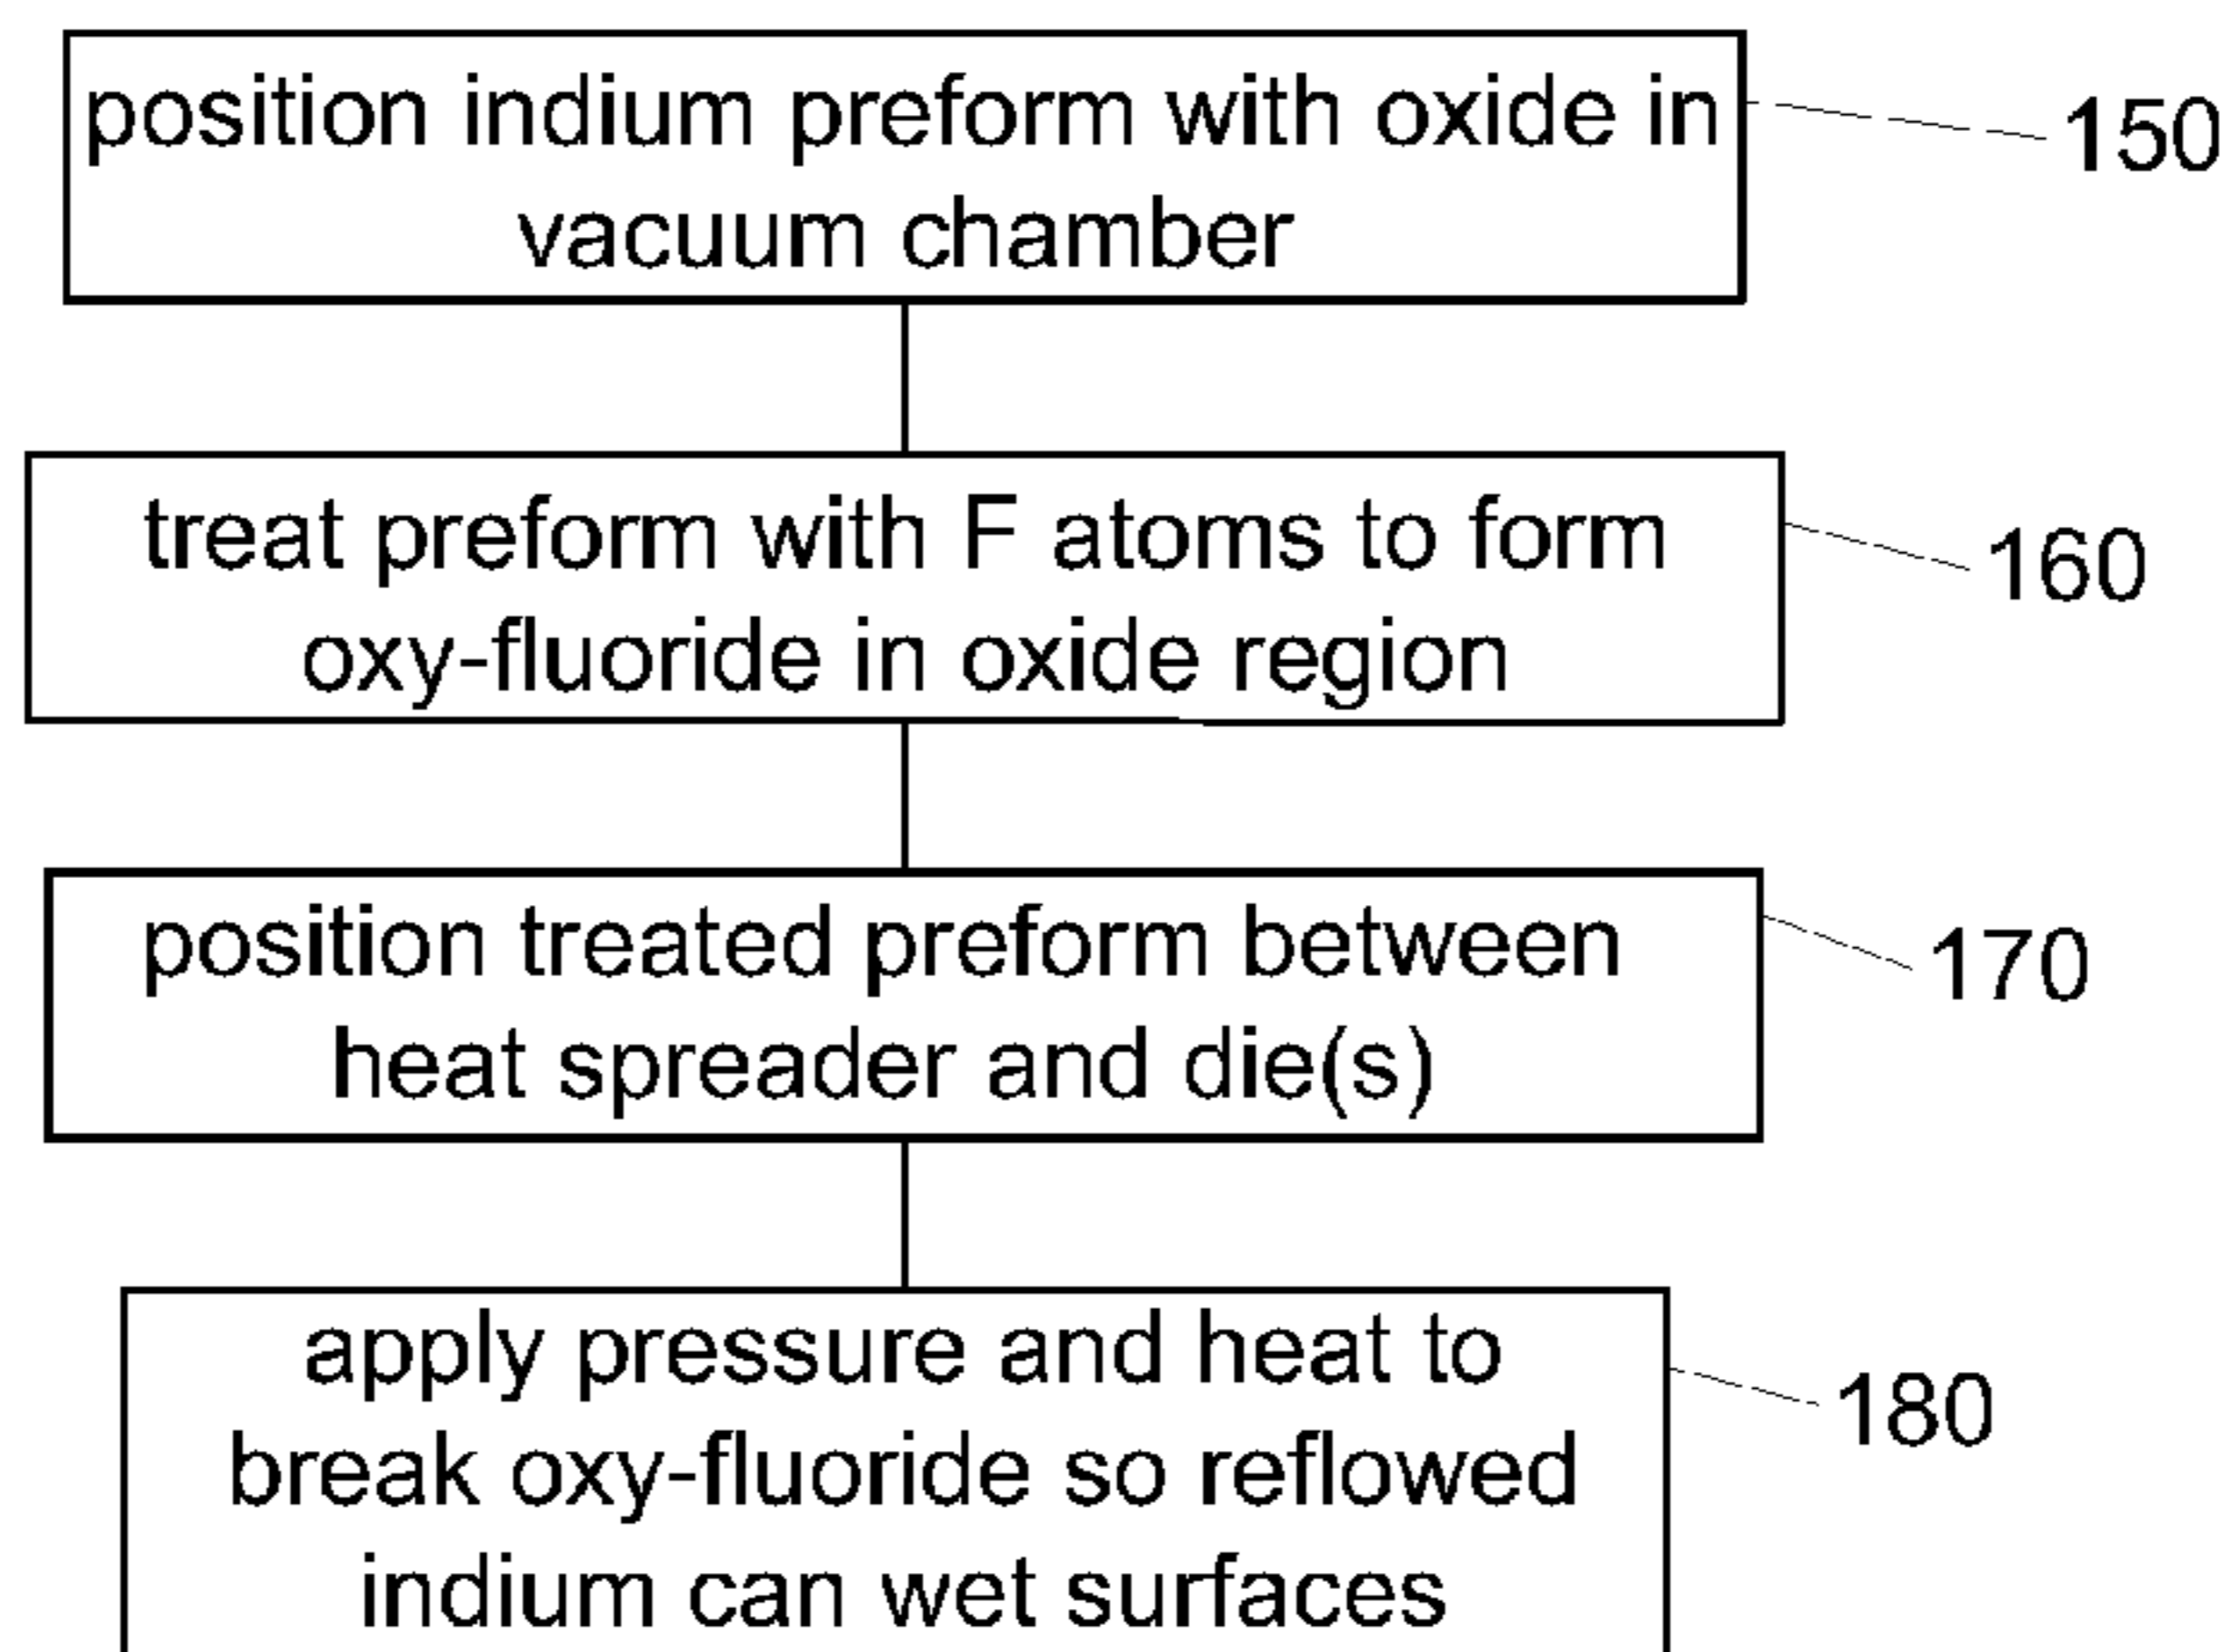 position indium preform with oxide in
vacuum chamber
150
treat preform with F atoms to form
oxy-fluoride in oxide region
160
position treated preform between
heat spreader and die(s)
170
apply pressure and heat to
break oxy-fluoride so reflowed
indium can wet surfaces
180